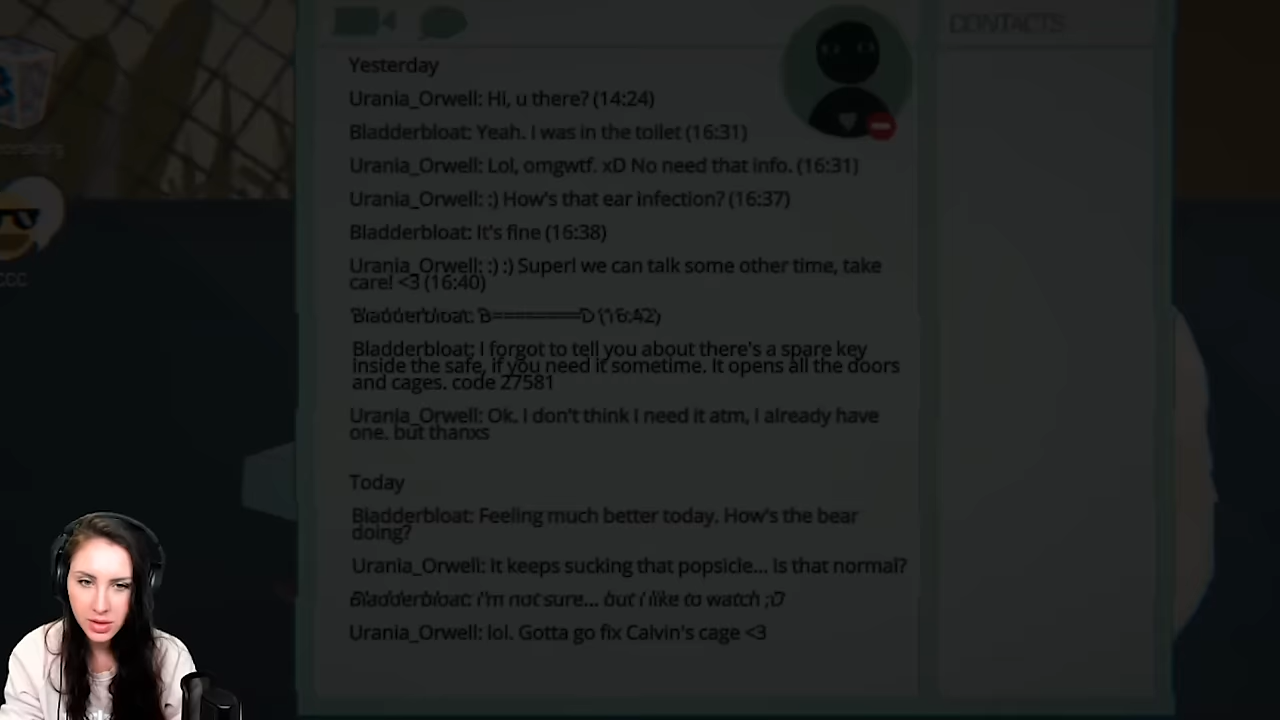 CONTACTS
Yesterday
Urania_Orwell: Hi, u there? (14:24)
Bladderbloat: Yeah. I was in the toilet (16:31)
Urania_Orwell: Lol, omgwtf. xD No need that info. (16:31)
Urania_Orwell: :) How's that ear infection? (16:37)
Bladderbloat: It's fine (16:38)
Urania_Orwell: :) :) Super! we can talk some other time, take
care! <3 (16:40)
Bladderbloat: B========D (16:42)
Bladderbloat: I forgot to tell you about there's a spare key
inside the safe, if you need it sometime. It opens all the doors
and cages. code 27581
Urania_Orwell: Ok. I don't think I need it atm, I already have
one. but thanxs
Today
Bladderbloat: Feeling much better today. How's the bear
doing?
Urania_Orwell: It keeps sucking that popsicle... Is that normal?
Bladderbloat: i'm not sure... but i like to watch ;D
Urania_Orwell: lol. Gotta go fix Calvin's cage <3
CCC